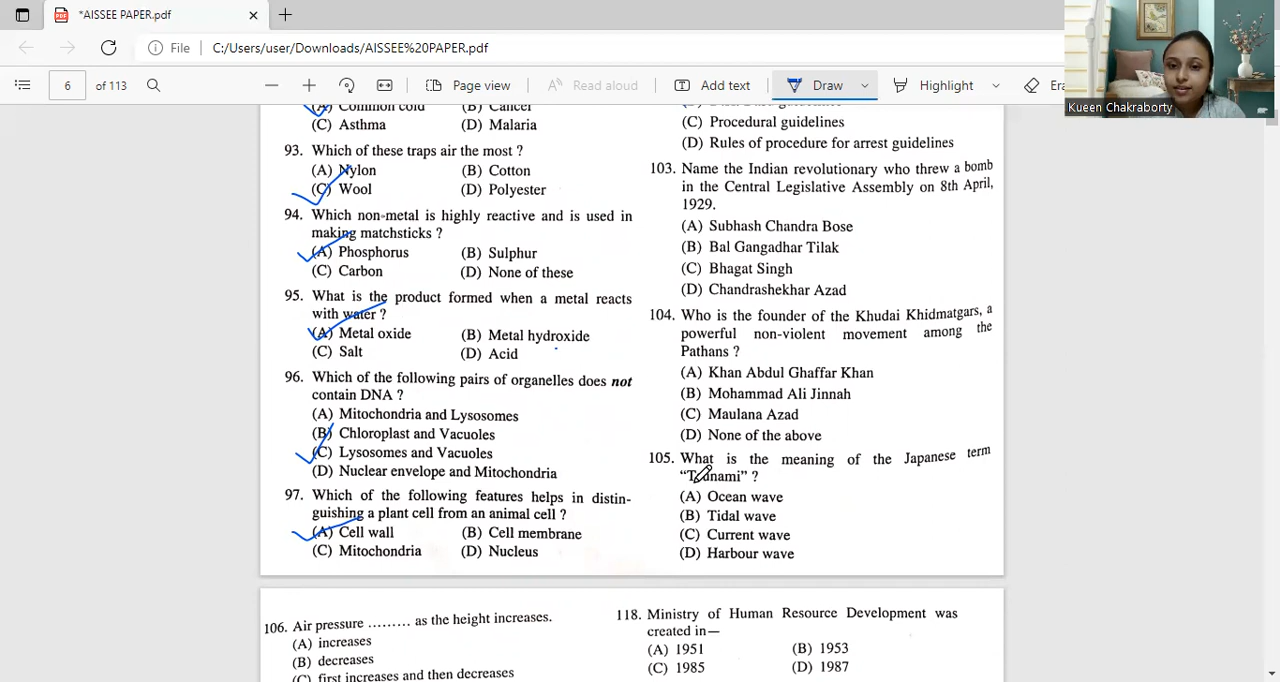 *AISSEE PAPER.pdf
File
C:/Users/user/Downloads/AISSEE%20PAPER.pdf
6
of 113
Page view
Read aloud
Add text
Draw
Highlight
Kueen Chakraborty
(A) Common cold (B) Cancer
(C) Asthma (D) Malaria
93. Which of these traps air the most ?
(A) Nylon (B) Cotton
(C) Wool (D) Polyester
94. Which non-metal is highly reactive and is used in
making matchsticks ?
(A) Phosphorus (B) Sulphur
(C) Carbon (D) None of these
95. What is the product formed when a metal reacts
with water ?
(A) Metal oxide (B) Metal hydroxide
(C) Salt (D) Acid
96. Which of the following pairs of organelles does not
contain DNA ?
(A) Mitochondria and Lysosomes
(B) Chloroplast and Vacuoles
(C) Lysosomes and Vacuoles
(D) Nuclear envelope and Mitochondria
97. Which of the following features helps in distin-
guishing a plant cell from an animal cell ?
(A) Cell wall (B) Cell membrane
(C) Mitochondria (D) Nucleus
(C) Procedural guidelines
(D) Rules of procedure for arrest guidelines
103. Name the Indian revolutionary who threw a bomb
in the Central Legislative Assembly on 8th April,
1929.
(A) Subhash Chandra Bose
(B) Bal Gangadhar Tilak
(C) Bhagat Singh
(D) Chandrashekhar Azad
104. Who is the founder of the Khudai Khidmatgars, a
powerful non-violent movement among the
Pathans ?
(A) Khan Abdul Ghaffar Khan
(B) Mohammad Ali Jinnah
(C) Maulana Azad
(D) None of the above
105. What is the meaning of the Japanese term
“Tsunami” ?
(A) Ocean wave
(B) Tidal wave
(C) Current wave
(D) Harbour wave
106. Air pressure ......... as the height increases.
(A) increases
(B) decreases
(C) first increases and then decreases
118. Ministry of Human Resource Development was
created in—
(A) 1951 (B) 1953
(C) 1985 (D) 1987